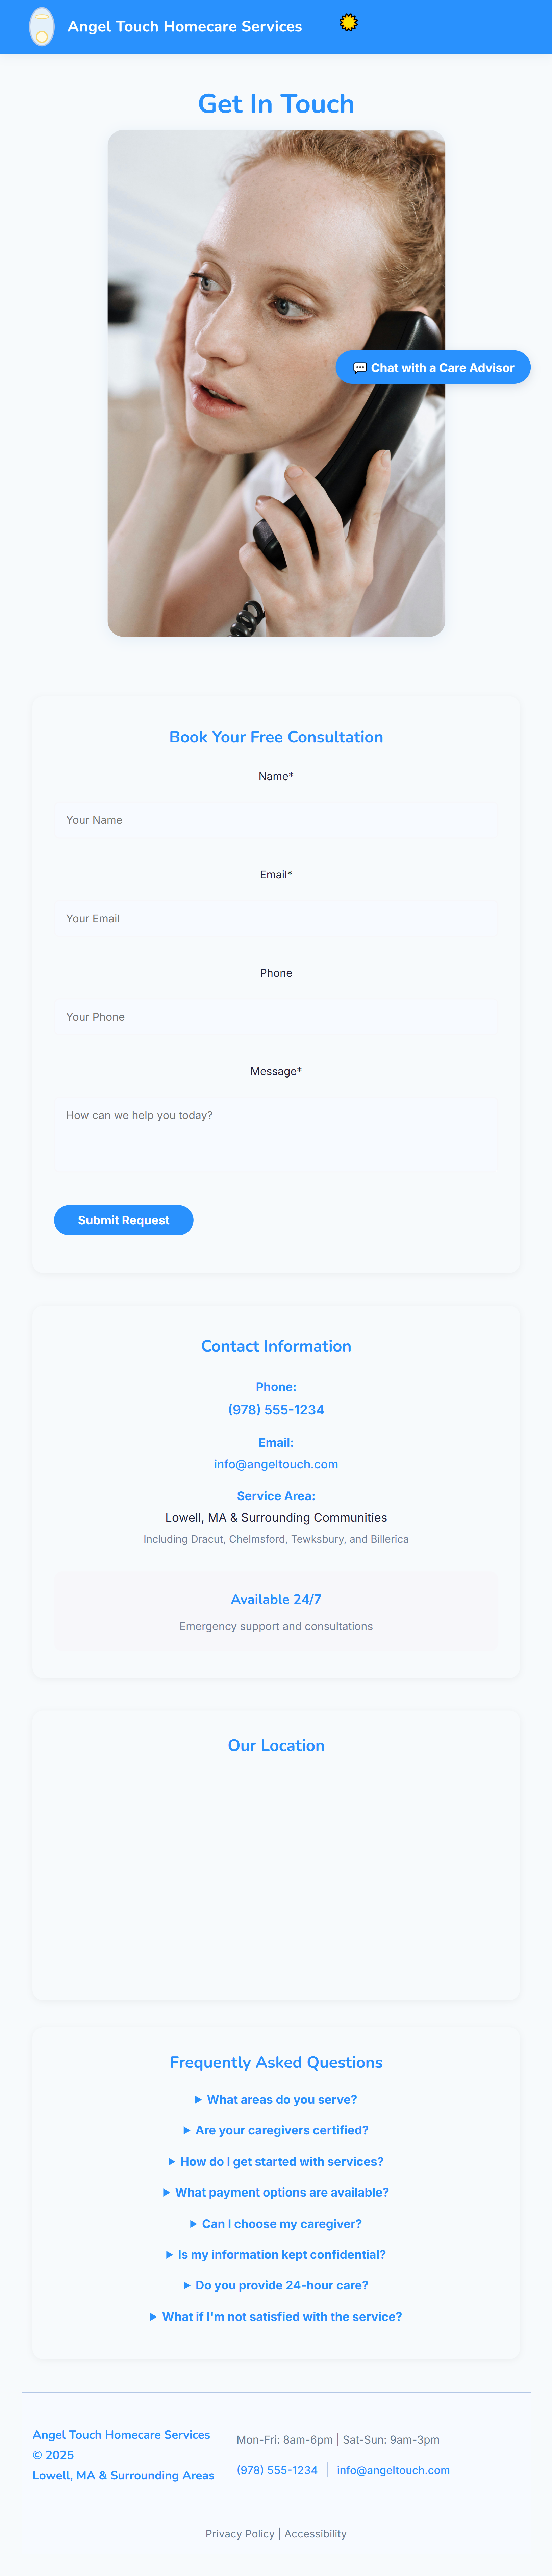 Angel Touch Homecare Services
Get In Touch
💬 Chat with a Care Advisor
Book Your Free Consultation
Name*
Your Name
Email*
Your Email
Phone
Your Phone
Message*
How can we help you today?
Submit Request
Contact Information
Phone:
(978) 555-1234
Email:
info@angeltouch.com
Service Area:
Lowell, MA & Surrounding Communities
Including Dracut, Chelmsford, Tewksbury, and Billerica
Available 24/7
Emergency support and consultations
Our Location
Frequently Asked Questions
What areas do you serve?
Are your caregivers certified?
How do I get started with services?
What payment options are available?
Can I choose my caregiver?
Is my information kept confidential?
Do you provide 24-hour care?
What if I'm not satisfied with the service?
Angel Touch Homecare Services
© 2025
Lowell, MA & Surrounding Areas
Mon-Fri: 8am-6pm | Sat-Sun: 9am-3pm
(978) 555-1234 | info@angeltouch.com
Privacy Policy | Accessibility